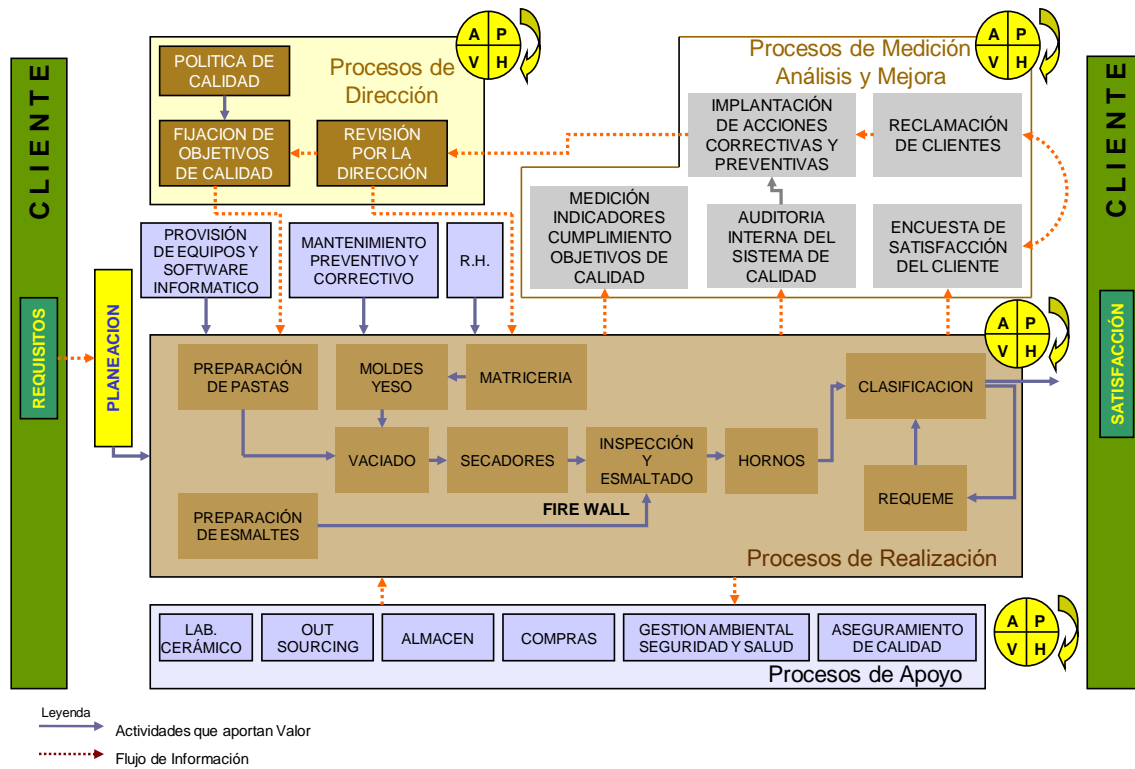 CLIENTE
REQUISITOS
PLANEACION
POLITICA DE
CALIDAD
Procesos de
Dirección
FIJACION DE
OBJETIVOS
DE CALIDAD
REVISIÓN
POR LA
DIRECCIÓN
A P
V H
Procesos de Medición
Análisis y Mejora
A P
V H
IMPLANTACIÓN
DE ACCIONES
CORRECTIVAS Y
PREVENTIVAS
RECLAMACIÓN
DE CLIENTES
MEDICIÓN
INDICADORES
CUMPLIMIENTO
OBJETIVOS DE
CALIDAD
AUDITORIA
INTERNA DEL
SISTEMA DE
CALIDAD
ENCUESTA DE
SATISFACCIÓN
DEL CLIENTE
PROVISIÓN
DE EQUIPOS Y
SOFTWARE
INFORMATICO
MANTENIMIENTO
PREVENTIVO Y
CORRECTIVO
R.H.
A P
V H
PREPARACIÓN
DE PASTAS
MOLDES
YESO
MATRICERIA
CLASIFICACION
VACIADO
SECADORES
INSPECCIÓN
Y
ESMALTADO
HORNOS
REQUEME
PREPARACIÓN
DE ESMALTES
FIRE WALL
Procesos de Realización
LAB.
CERÁMICO
OUT
SOURCING
ALMACEN
COMPRAS
GESTION AMBIENTAL
SEGURIDAD Y SALUD
ASEGURAMIENTO
DE CALIDAD
Procesos de Apoyo
A P
V H
CLIENTE
SATISFACCIÓN
Leyenda
Actividades que aportan Valor
Flujo de Información